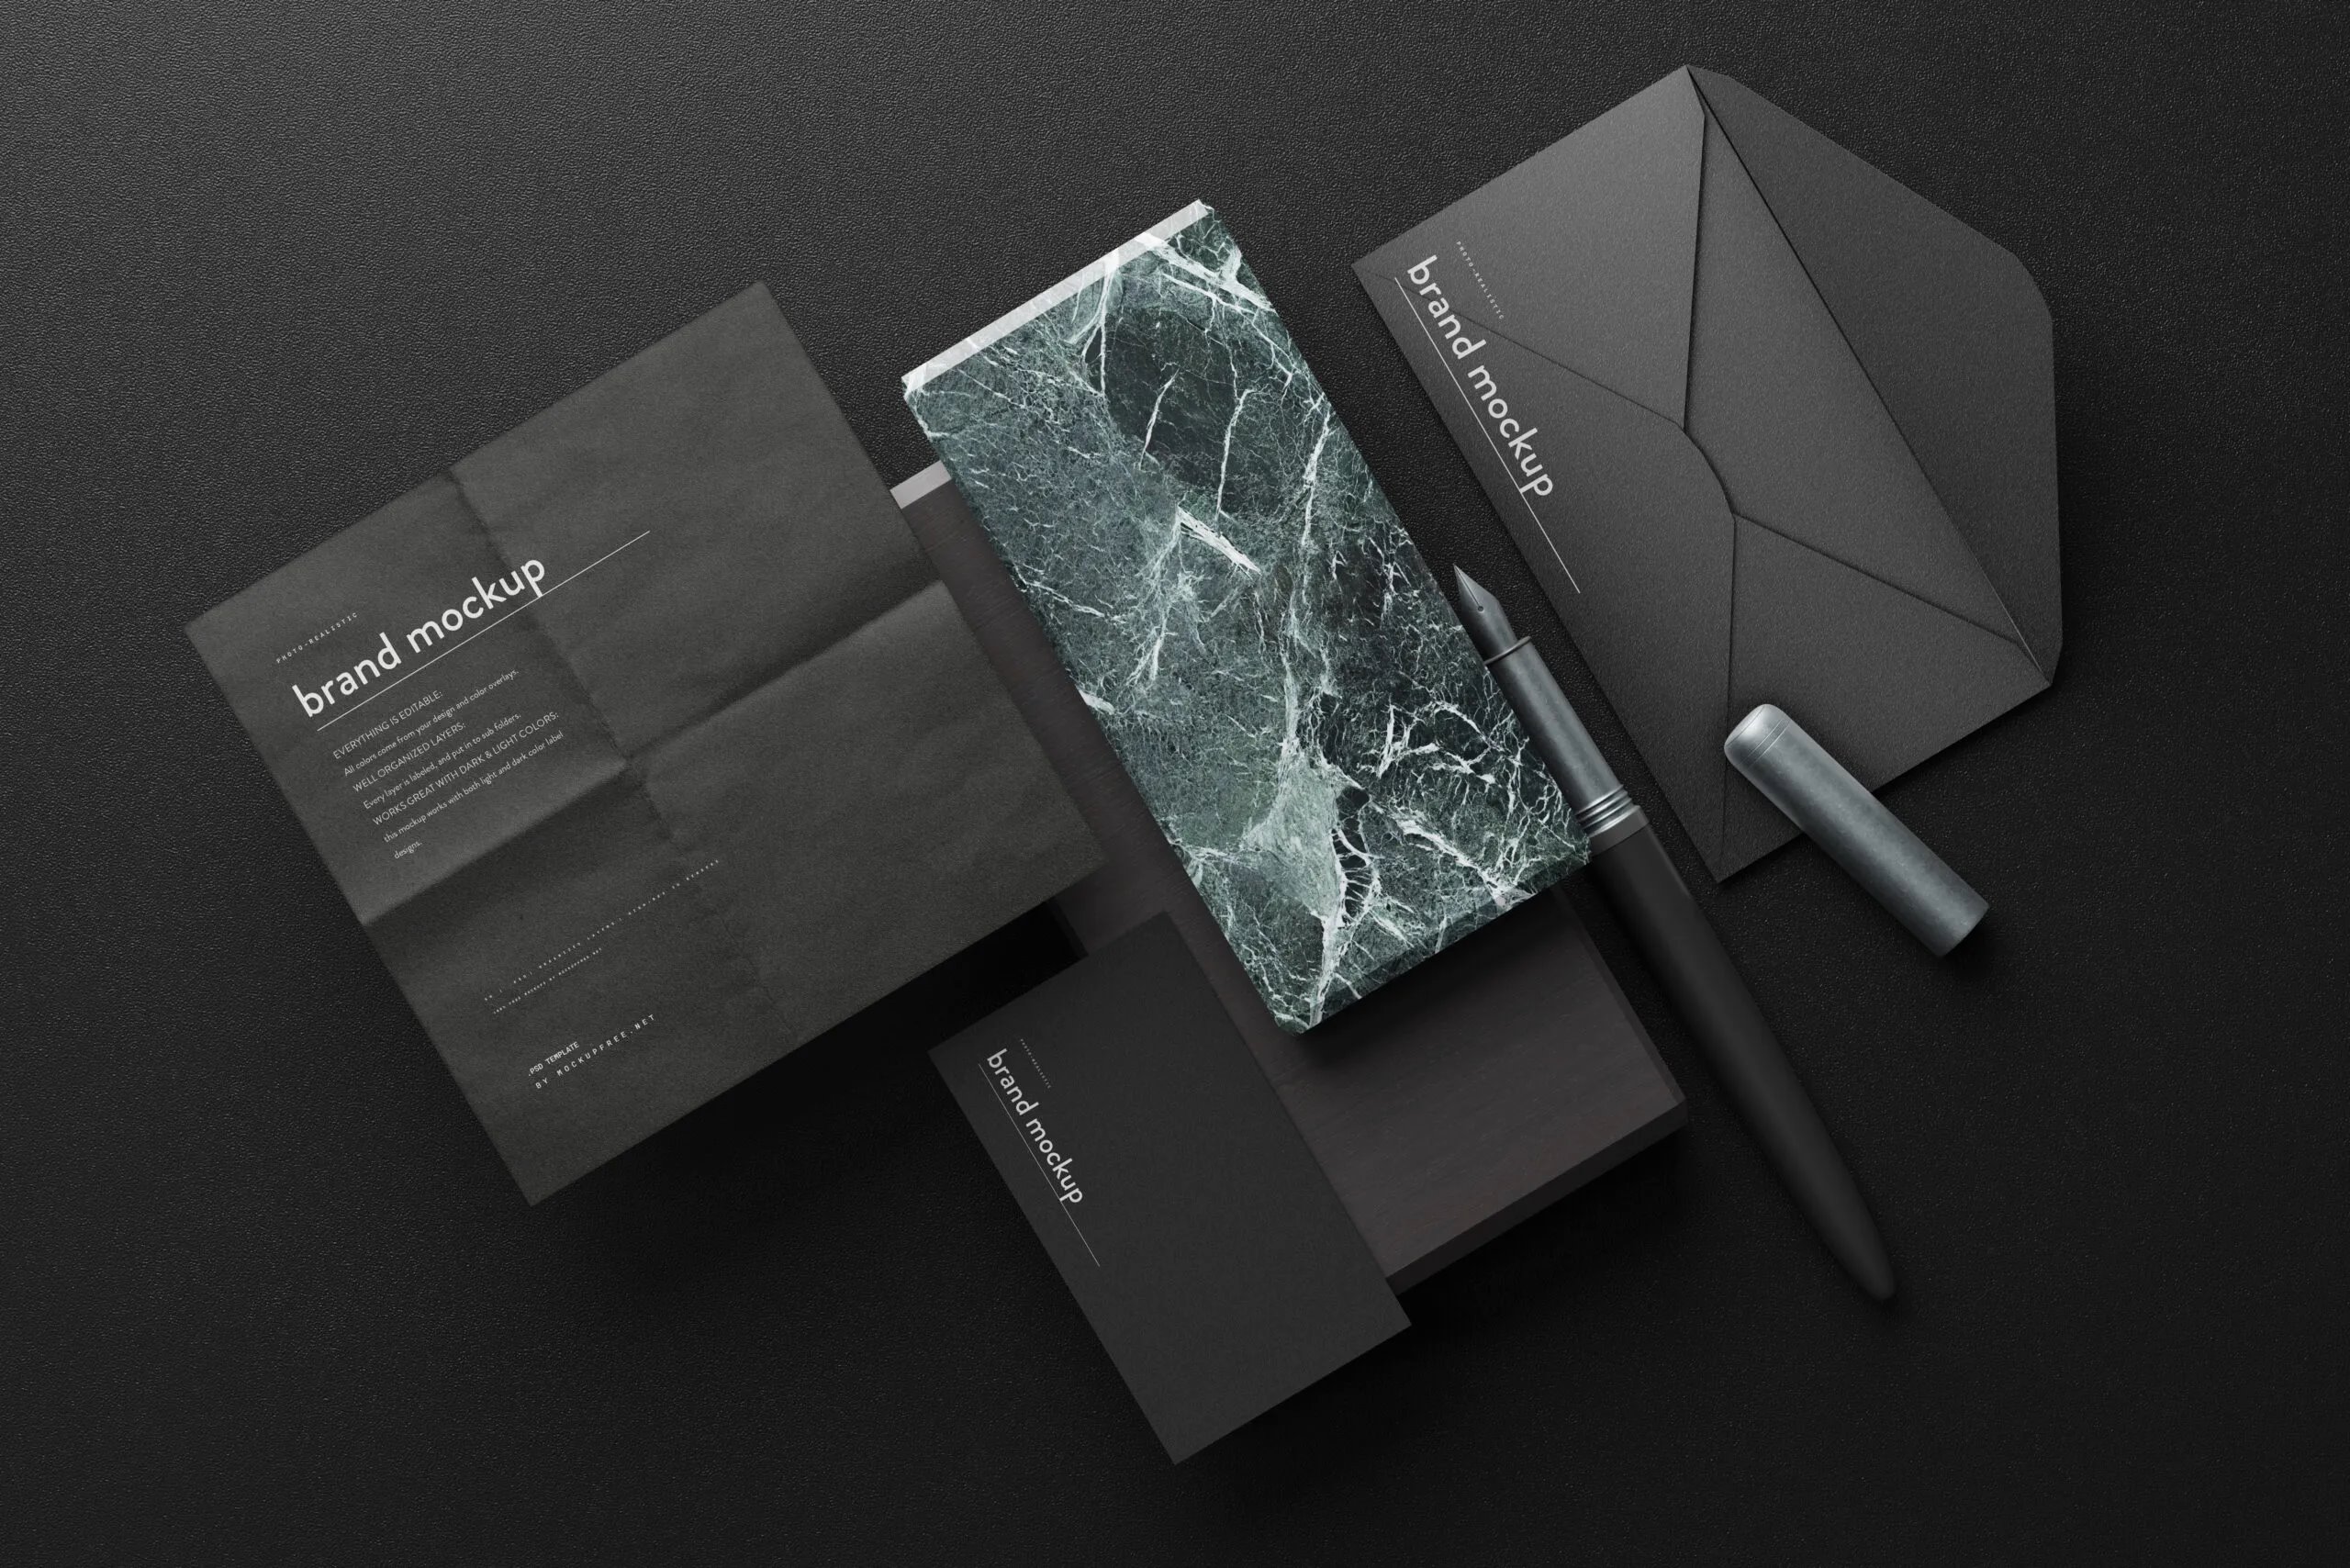 PHOTO-REALISTIC
brand mockup
EVERYTHING IS EDITABLE:
All colors come from your design and color overlays.
WELL ORGANIZED LAYERS:
Every layer is labeled, and put in to sub folders.
WORKS GREAT WITH DARK & LIGHT COLORS:
this mockup works with both light and dark color label
designs.
.PSD TEMPLATE
BY MOCKUPFREE.NET
PHOTO-REALISTIC
brand mockup
PHOTO-REALISTIC
brand mockup